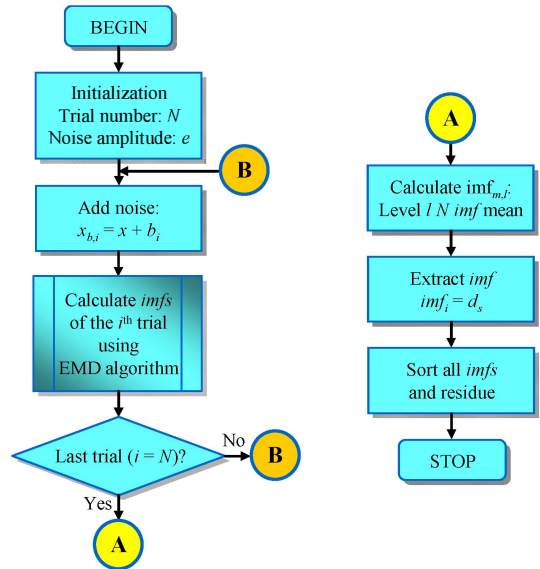 BEGIN
Initialization
Trial number: N
Noise amplitude: e
B
Add noise:
x_{b,i} = x + b_i
Calculate imfs
of the i^{th} trial
using
EMD algorithm
Last trial (i = N)?
No
B
Yes
A
A
Calculate imf_{m,l}:
Level l N imf mean
Extract imf
imf_i = d_s
Sort all imfs
and residue
STOP